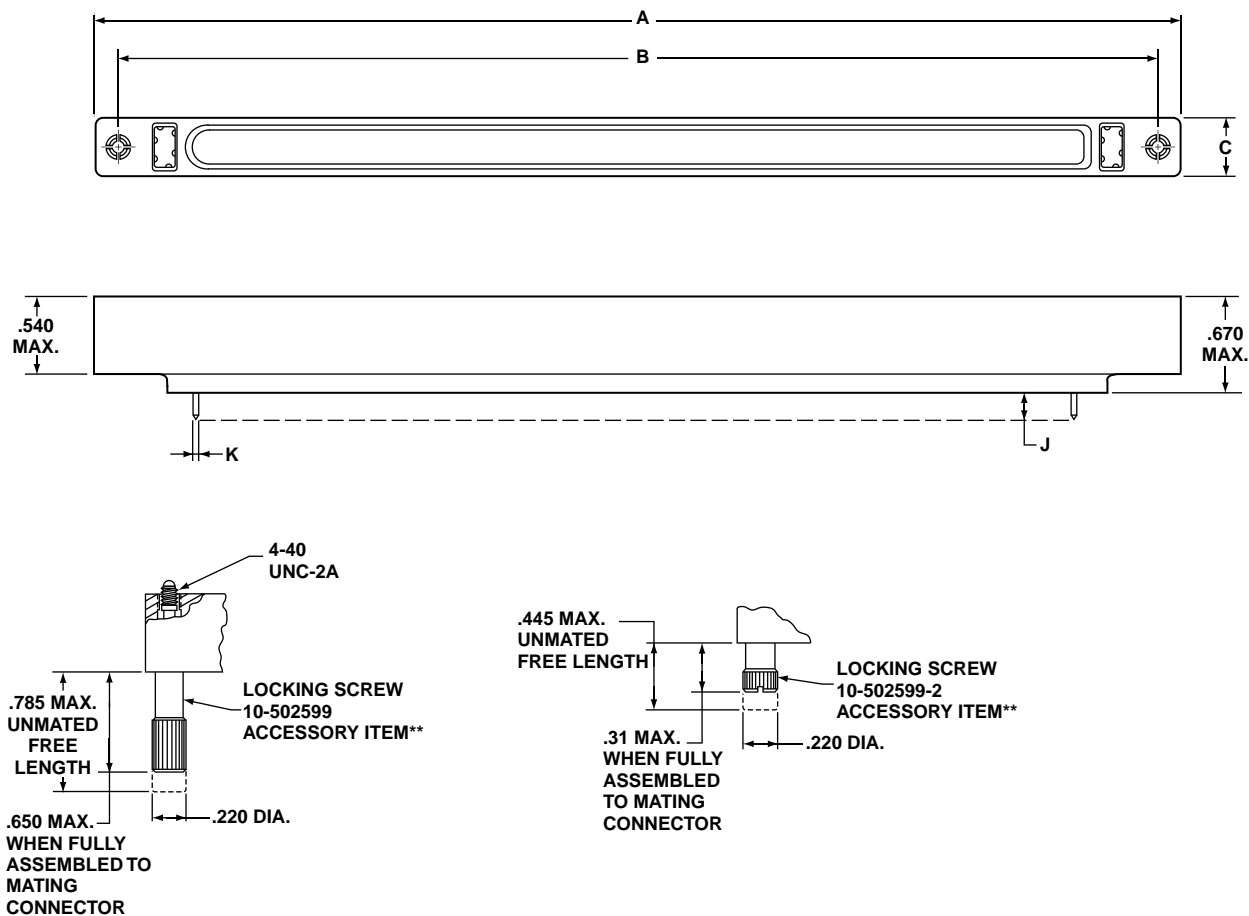 A
B
C
.540
MAX.
.670
MAX.
K
J
4-40
UNC-2A
.785 MAX.
UNMATED
FREE
LENGTH
LOCKING SCREW
10-502599
ACCESSORY ITEM**
.650 MAX.
WHEN FULLY
ASSEMBLED TO
MATING
CONNECTOR
.220 DIA.
.445 MAX.
UNMATED
FREE LENGTH
LOCKING SCREW
10-502599-2
ACCESSORY ITEM**
.31 MAX.
WHEN FULLY
ASSEMBLED
TO MATING
CONNECTOR
.220 DIA.